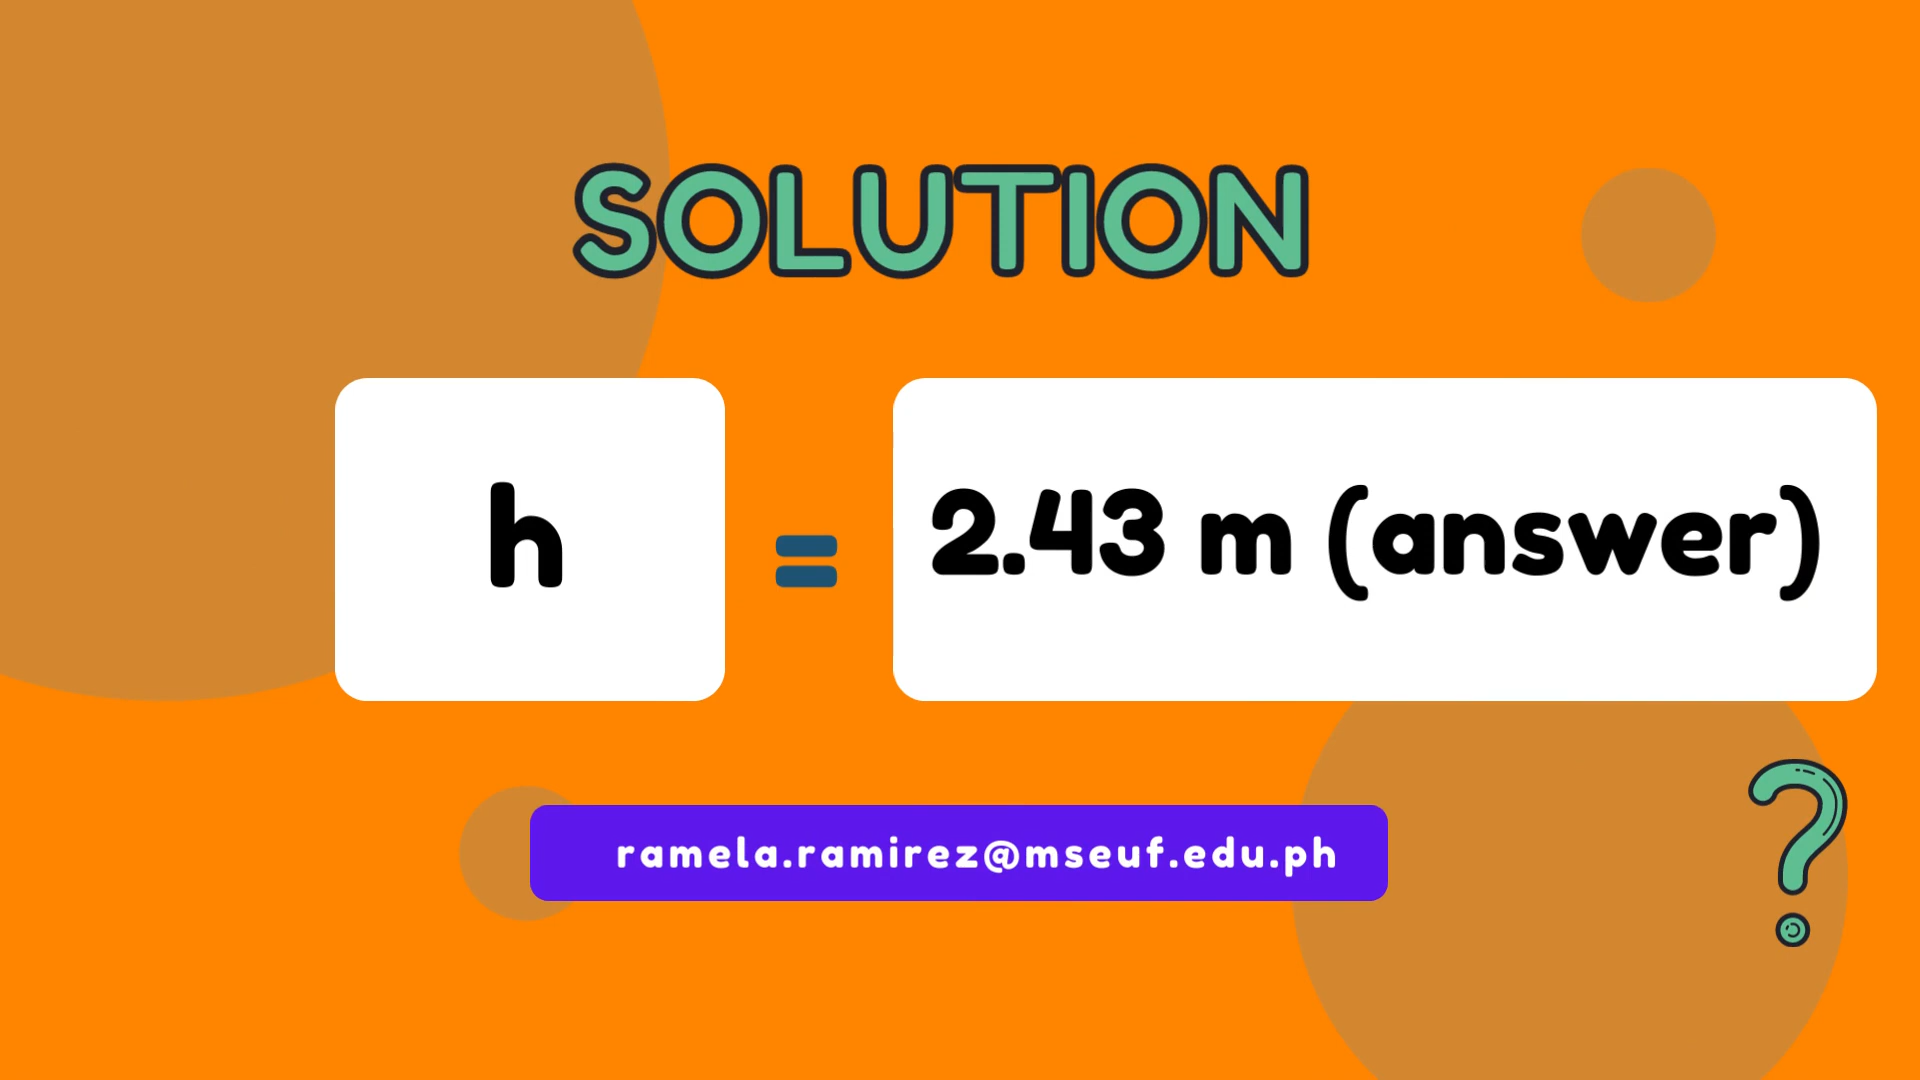 SOLUTION
h = 2.43 m (answer)
ramela.ramirez@mseuf.edu.ph
?